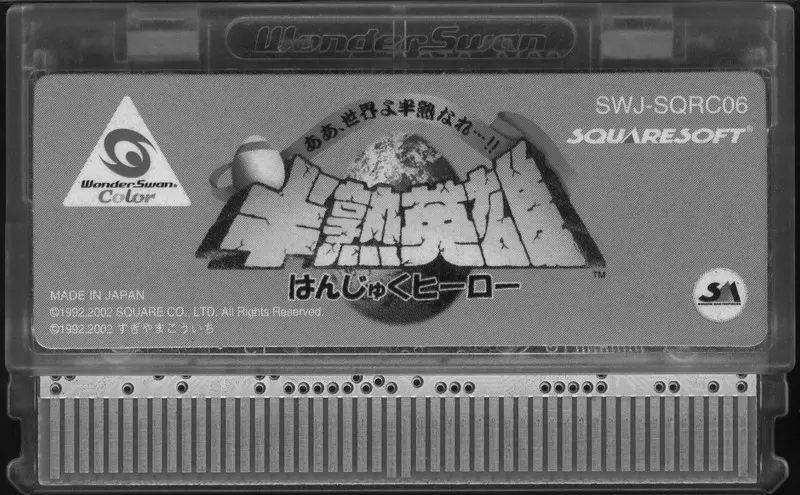 WonderSwan
SWJ-SQRC06
SQUARESOFT®
ああ、世界よ半熟なれ…!!
半熟英雄
TM
はんじゅくヒーロー
WonderSwan®
Color
MADE IN JAPAN
©1992,2002 SQUARE CO., LTD. All Rights Reserved.
©1992,2002 すぎやまこういち